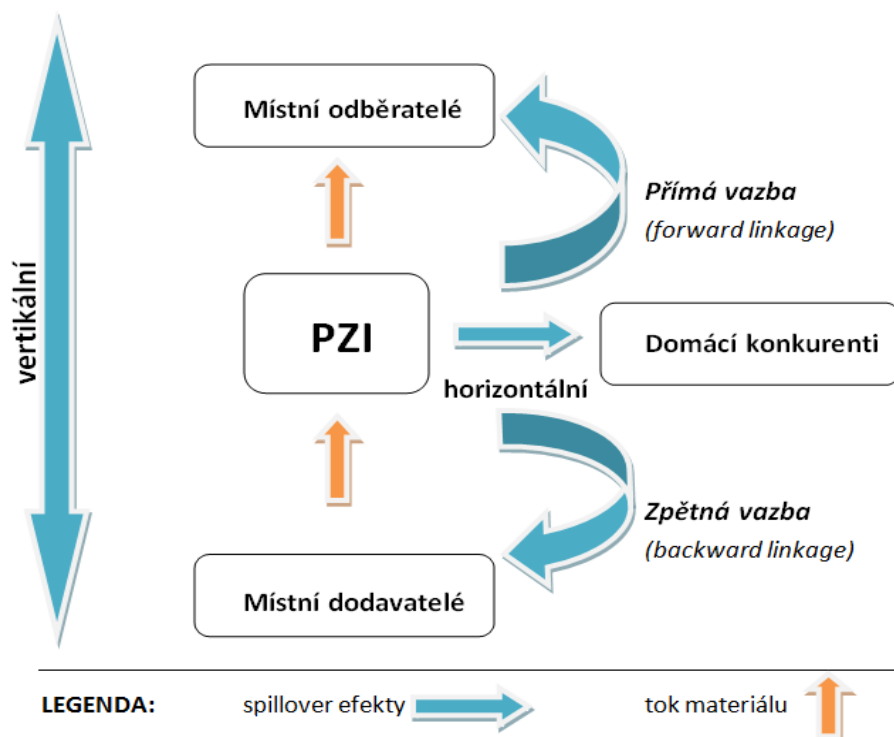 Místní odběratelé
Přímá vazba
(forward linkage)
vertikální
PZI
Domácí konkurenti
horizontální
Zpětná vazba
(backward linkage)
Místní dodavatelé
LEGENDA: spillover efekty tok materiálu